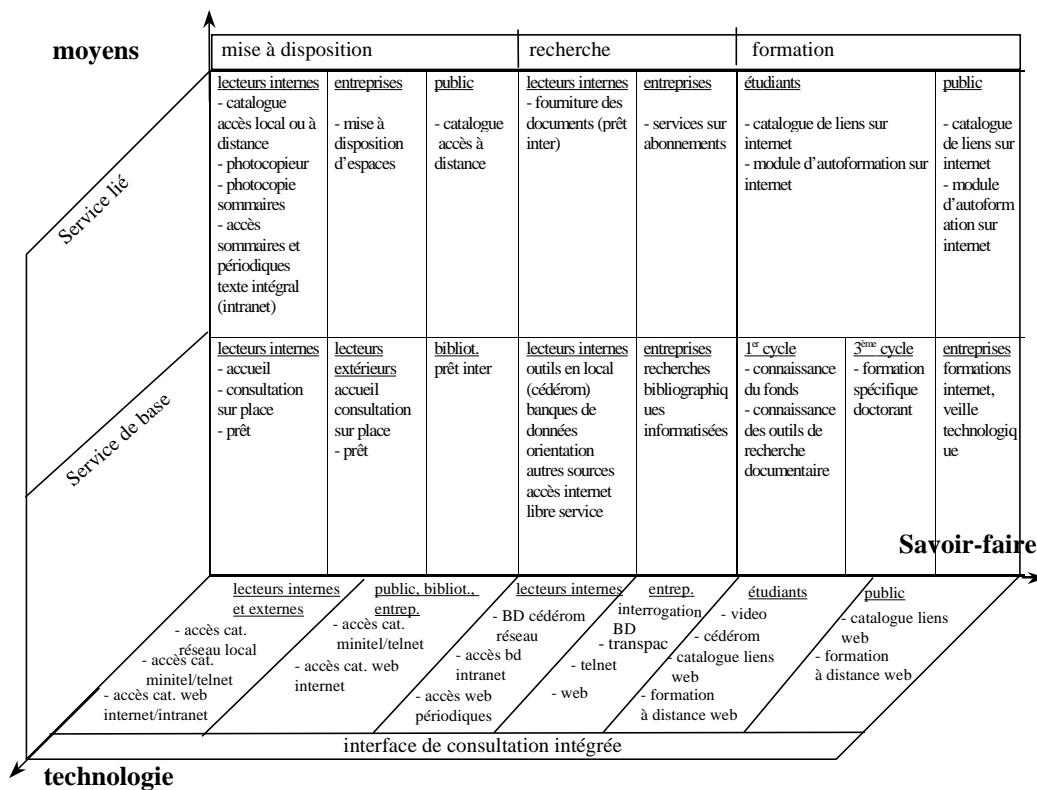 moyens
mise à disposition
recherche
formation
lecteurs internes
- catalogue
accès local ou à
distance
- photocopieur
- photocopie
sommaires
- accès
sommaires et
périodiques
texte intégral
(intranet)
entreprises
- mise à
disposition
d'espaces
public
- catalogue
accès à
distance
lecteurs internes
- fourniture des
documents (prêt
inter)
entreprises
- services sur
abonnements
étudiants
- catalogue de liens sur
internet
- module d'autoformation sur
internet
public
- catalogue
de liens sur
internet
- module
d'autoform
ation sur
internet
Service lié
lecteurs internes
- accueil
- consultation
sur place
- prêt
lecteurs
extérieurs
accueil
consultation
sur place
- prêt
bibliot.
prêt inter
lecteurs internes
outils en local
(cédérom)
banques de
données
orientation
autres sources
accès internet
libre service
entreprises
recherches
bibliographiq
ues
informatisées
1er cycle
- connaissance
du fonds
- connaissance
des outils de
recherche
documentaire
3ème cycle
- formation
spécifique
doctorant
entreprises
formations
internet,
veille
technologiq
ue
Service de base
Savoir-faire
lecteurs internes
et externes
- accès cat.
réseau local
- accès cat.
minitel/telnet
- accès cat. web
internet/intranet
public, bibliot.,
entrep.
- accès cat.
minitel/telnet
- accès cat. web
internet
lecteurs internes
- BD cédérom
réseau
- accès bd
intranet
- accès web
périodiques
entrep.
interrogation
BD
- transpac
- telnet
- web
étudiants
- video
- cédérom
- catalogue liens
web
- formation
à distance web
public
- catalogue liens
web
- formation
à distance web
interface de consultation intégrée
technologie